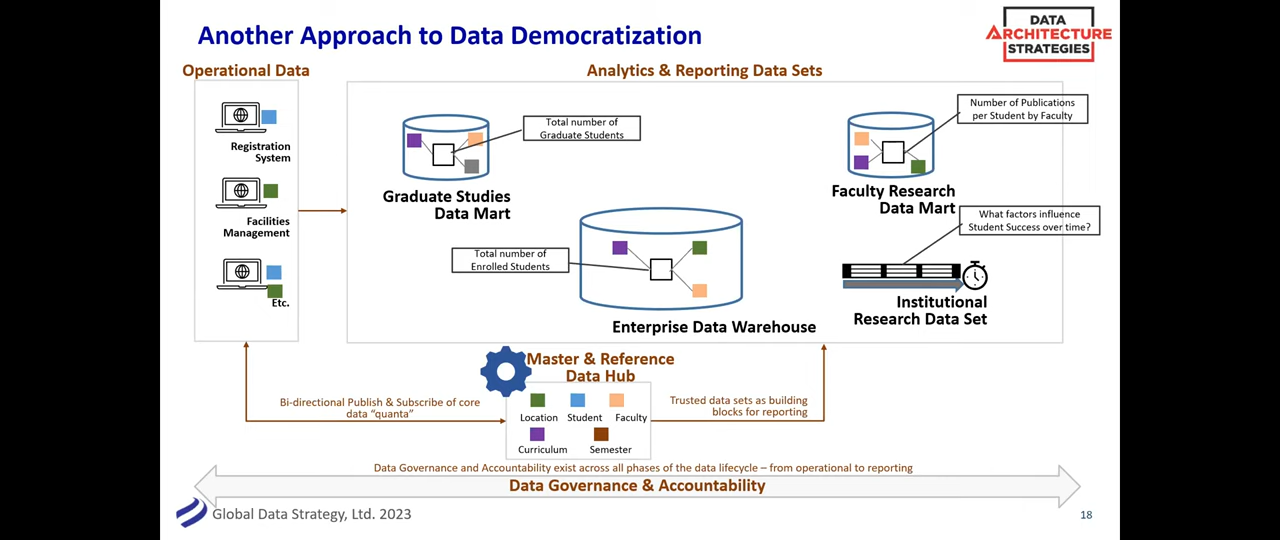 Another Approach to Data Democratization
DATA
ARCHITECTURE
STRATEGIES
Operational Data
Analytics & Reporting Data Sets
Registration
System
Facilities
Management
Etc.
Total number of
Graduate Students
Graduate Studies
Data Mart
Number of Publications
per Student by Faculty
Faculty Research
Data Mart
Total number of
Enrolled Students
Enterprise Data Warehouse
What factors influence
Student Success over time?
Institutional
Research Data Set
Master & Reference
Data Hub
Location
Student
Faculty
Curriculum
Semester
Bi-directional Publish & Subscribe of core
data “quanta”
Trusted data sets as building
blocks for reporting
Data Governance and Accountability exist across all phases of the data lifecycle – from operational to reporting
Data Governance & Accountability
Global Data Strategy, Ltd. 2023
18